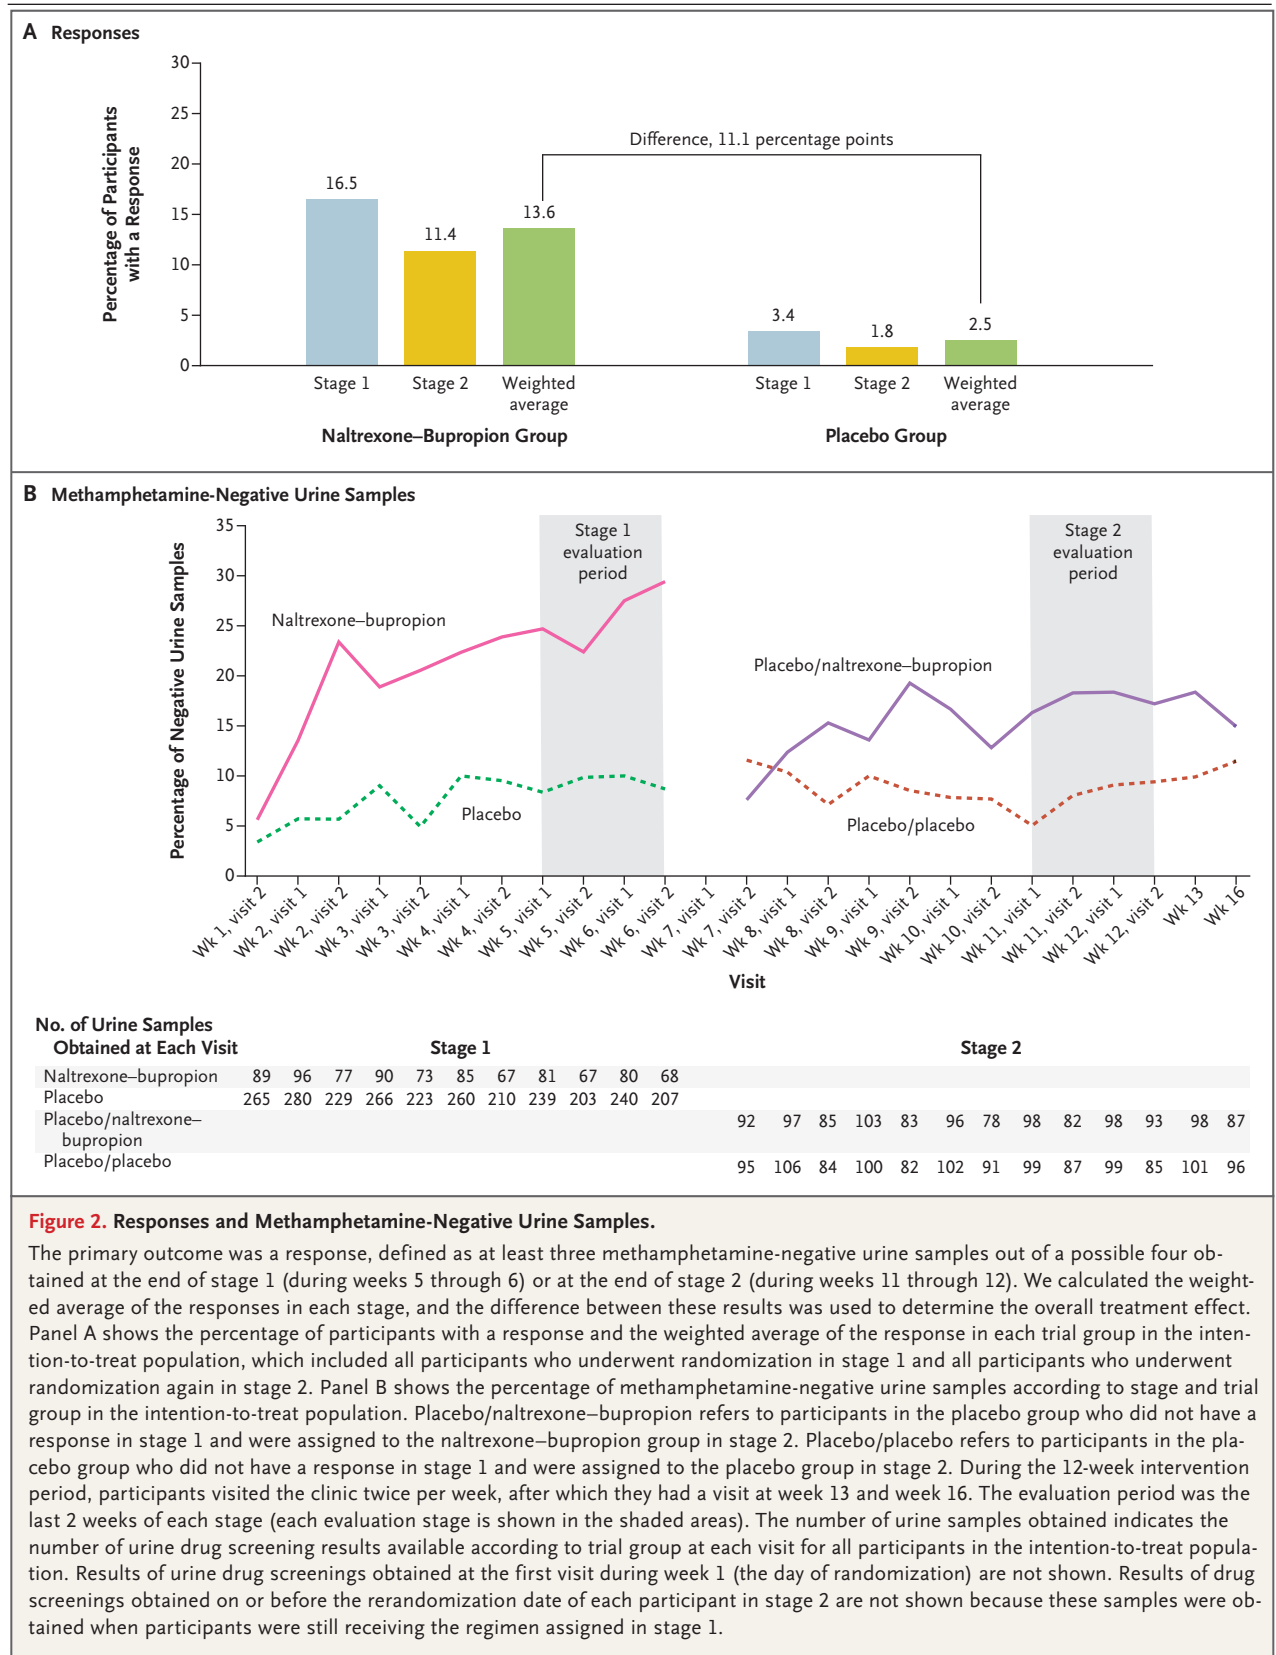 A Responses
30
25
20
15
10
5
0
Percentage of Participants
with a Response
Difference, 11.1 percentage points
16.5
11.4
13.6
3.4
1.8
2.5
Stage 1
Stage 2
Weighted
average
Stage 1
Stage 2
Weighted
average
Naltrexone–Bupropion Group
Placebo Group
B Methamphetamine-Negative Urine Samples
35
30
25
20
15
10
5
0
Percentage of Negative Urine Samples
Stage 1
evaluation
period
Stage 2
evaluation
period
Naltrexone–bupropion
Placebo
Placebo/naltrexone–bupropion
Placebo/placebo
Wk 1, visit 2
Wk 2, visit 1
Wk 2, visit 2
Wk 3, visit 1
Wk 3, visit 2
Wk 4, visit 1
Wk 4, visit 2
Wk 5, visit 1
Wk 5, visit 2
Wk 6, visit 1
Wk 6, visit 2
Wk 7, visit 1
Wk 7, visit 2
Wk 8, visit 1
Wk 8, visit 2
Wk 9, visit 1
Wk 9, visit 2
Wk 10, visit 1
Wk 10, visit 2
Wk 11, visit 1
Wk 11, visit 2
Wk 12, visit 1
Wk 12, visit 2
Wk 13
Wk 16
Visit
No. of Urine Samples
Obtained at Each Visit Stage 1 Stage 2
Naltrexone–bupropion 89 96 77 90 73 85 67 81 67 80 68
Placebo 265 280 229 266 223 260 210 239 203 240 207
Placebo/naltrexone– 92 97 85 103 83 96 78 98 82 98 93 98 87
bupropion
Placebo/placebo 95 106 84 100 82 102 91 99 87 99 85 101 96
Figure 2. Responses and Methamphetamine-Negative Urine Samples.
The primary outcome was a response, defined as at least three methamphetamine-negative urine samples out of a possible four ob-
tained at the end of stage 1 (during weeks 5 through 6) or at the end of stage 2 (during weeks 11 through 12). We calculated the weight-
ed average of the responses in each stage, and the difference between these results was used to determine the overall treatment effect.
Panel A shows the percentage of participants with a response and the weighted average of the response in each trial group in the inten-
tion-to-treat population, which included all participants who underwent randomization in stage 1 and all participants who underwent
randomization again in stage 2. Panel B shows the percentage of methamphetamine-negative urine samples according to stage and trial
group in the intention-to-treat population. Placebo/naltrexone–bupropion refers to participants in the placebo group who did not have a
response in stage 1 and were assigned to the naltrexone–bupropion group in stage 2. Placebo/placebo refers to participants in the pla-
cebo group who did not have a response in stage 1 and were assigned to the placebo group in stage 2. During the 12-week intervention
period, participants visited the clinic twice per week, after which they had a visit at week 13 and week 16. The evaluation period was the
last 2 weeks of each stage (each evaluation stage is shown in the shaded areas). The number of urine samples obtained indicates the
number of urine drug screening results available according to trial group at each visit for all participants in the intention-to-treat popula-
tion. Results of urine drug screenings obtained at the first visit during week 1 (the day of randomization) are not shown. Results of drug
screenings obtained on or before the rerandomization date of each participant in stage 2 are not shown because these samples were ob-
tained when participants were still receiving the regimen assigned in stage 1.